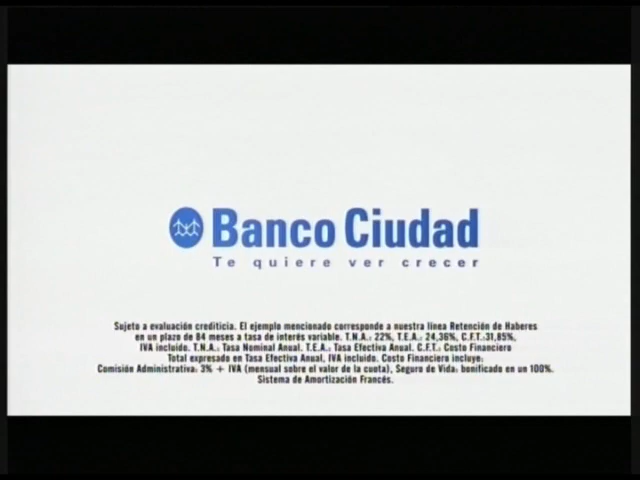 Banco Ciudad
Te quiere ver crecer
Sujeto a evaluación crediticia. El ejemplo mencionado corresponde a nuestra línea Retención de Haberes
en un plazo de 84 meses a tasa de interés variable. T.N.A.: 22%, T.E.A.: 24,36%, C.F.T.:31,85%,
IVA incluido. T.N.A.: Tasa Nominal Anual. T.E.A.: Tasa Efectiva Anual. C.F.T.: Costo Financiero
Total expresado en Tasa Efectiva Anual, IVA incluido. Costo Financiero incluye:
Comisión Administrativa: 3% + IVA (mensual sobre el valor de la cuota), Seguro de Vida: bonificado en un 100%.
Sistema de Amortización Francés.